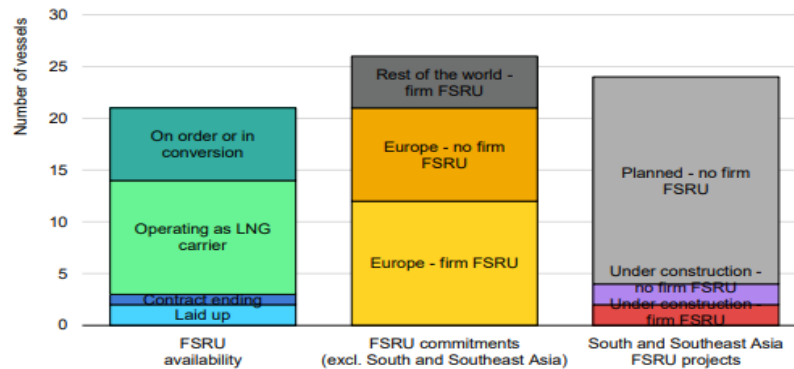 Number of vessels
30
25
20
15
10
5
0
On order or in
conversion
Operating as LNG
carrier
Contract ending
Laid up
Rest of the world -
firm FSRU
Europe - no firm
FSRU
Europe - firm FSRU
Planned - no firm
FSRU
Under construction -
no firm FSRU
Under construction -
firm FSRU
FSRU
availability
FSRU commitments
(excl. South and Southeast Asia)
South and Southeast Asia
FSRU projects